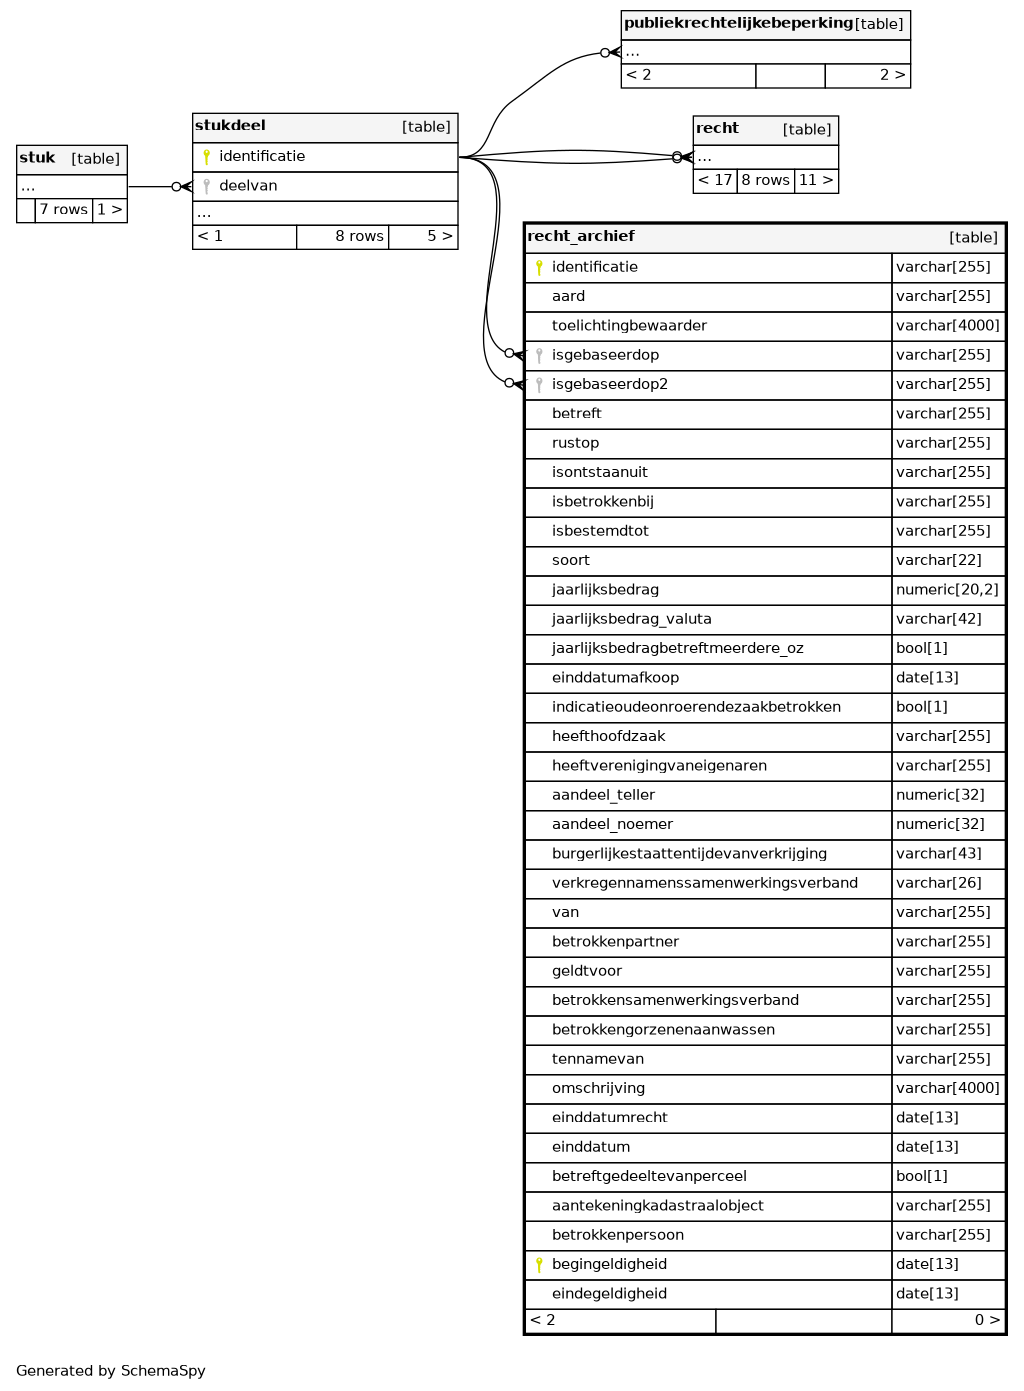 publiekrechtelijkebeperking [table]
...
< 2 2 >
stukdeel [table]
identificatie
deelvan
...
< 1 8 rows 5 >
recht [table]
...
< 17 8 rows 11 >
stuk [table]
...
7 rows 1 >
recht_archief [table]
identificatie varchar[255]
aard varchar[255]
toelichtingbewaarder varchar[4000]
isgebaseerdop varchar[255]
isgebaseerdop2 varchar[255]
betreft varchar[255]
rustop varchar[255]
isontstaanuit varchar[255]
isbetrokkenbij varchar[255]
isbestemdtot varchar[255]
soort varchar[22]
jaarlijksbedrag numeric[20,2]
jaarlijksbedrag_valuta varchar[42]
jaarlijksbedragbetreftmeerdere_oz bool[1]
einddatumafkoop date[13]
indicatieoudeonroerendezaakbetrokken bool[1]
heefthoofdzaak varchar[255]
heeftverenigingvaneigenaren varchar[255]
aandeel_teller numeric[32]
aandeel_noemer numeric[32]
burgerlijkestaattentijdevanverkrijging varchar[43]
verkregennamenssamenwerkingsverband varchar[26]
van varchar[255]
betrokkenpartner varchar[255]
geldtvoor varchar[255]
betrokkensamenwerkingsverband varchar[255]
betrokkengorzenenaanwassen varchar[255]
tennamevan varchar[255]
omschrijving varchar[4000]
einddatumrecht date[13]
einddatum date[13]
betreftgedeeltevanperceel bool[1]
aantekeningkadastraalobject varchar[255]
betrokkenpersoon varchar[255]
begingeldigheid date[13]
eindegeldigheid date[13]
< 2 0 >
Generated by SchemaSpy